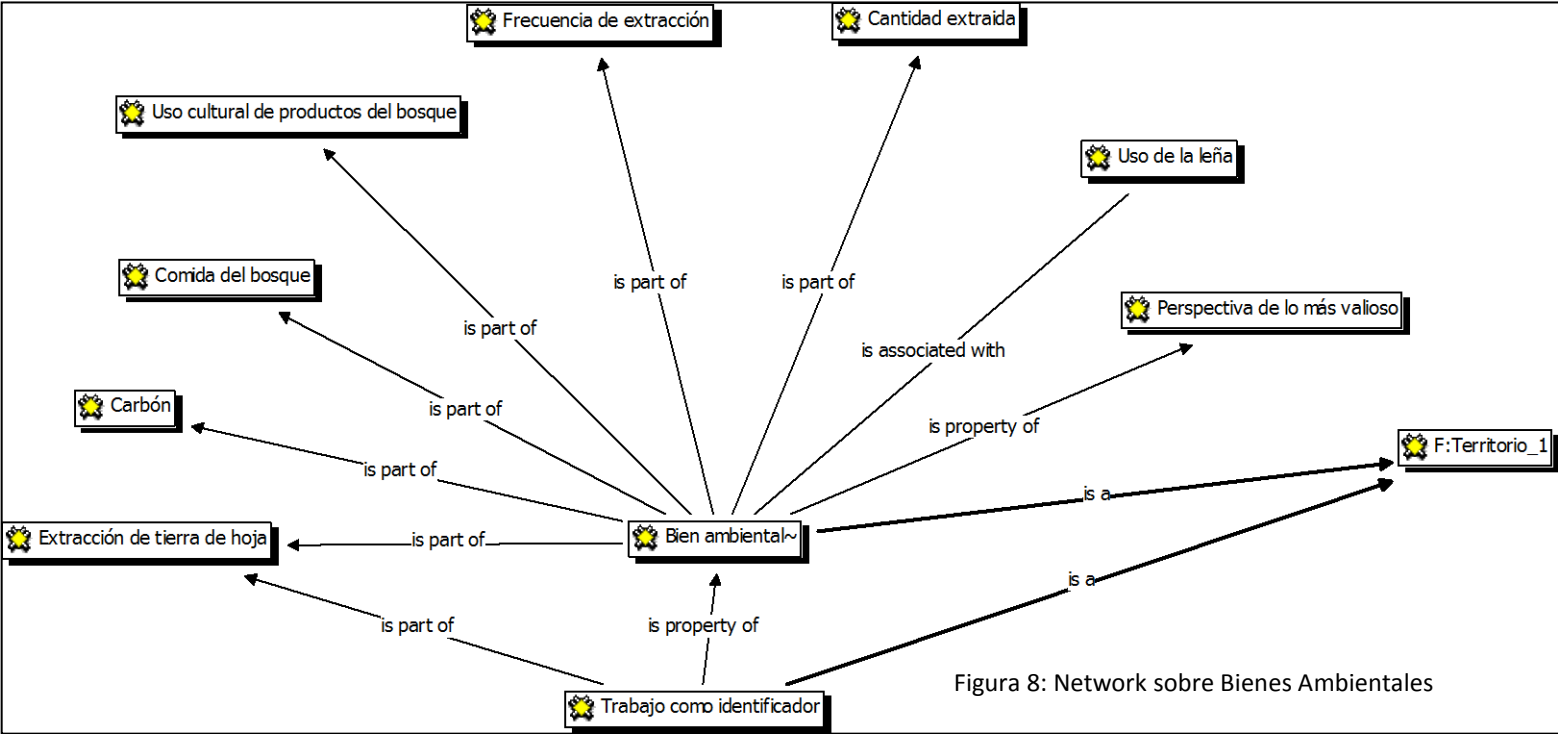 Frecuencia de extracción
Cantidad extraida
Uso cultural de productos del bosque
Uso de la leña
Comida del bosque
is part of
is part of
Perspectiva de lo más valioso
is part of
is associated with
Carbón
is part of
is property of
F:Territorio_1
is part of
is a
Extracción de tierra de hoja
is part of
Bien ambiental~
is a
is part of
is property of
Trabajo como identificador
Figura 8: Network sobre Bienes Ambientales